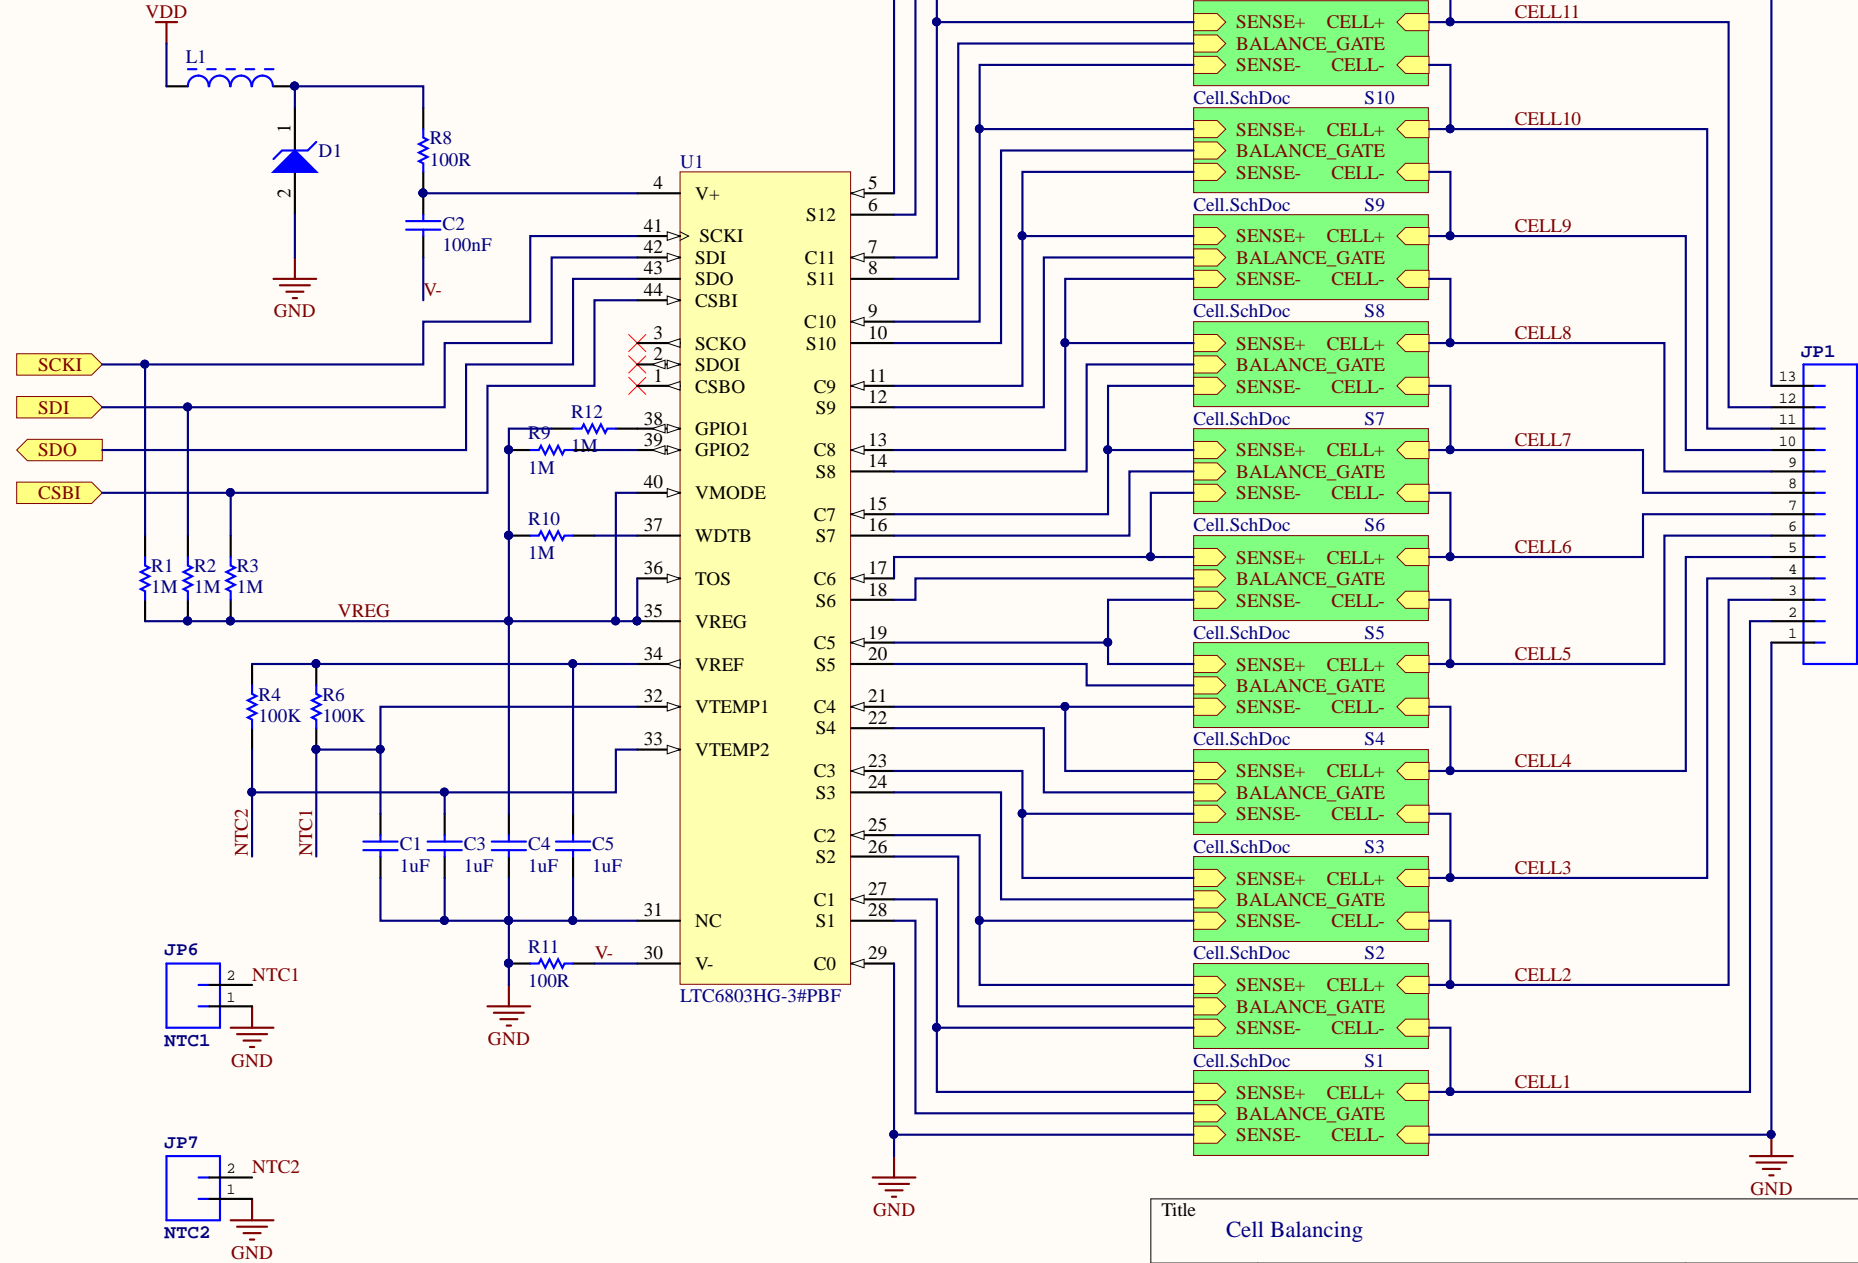 VDD
L1
1
D1
2
GND
R8
100R
C2
100nF
V-
SCKI
SDI
SDO
CSBI
R1
1M
R2
1M
R3
1M
VREG
R12
1M
R9
1M
R10
1M
R4
100K
R6
100K
NTC2
NTC1
C1
1uF
C3
1uF
C4
1uF
C5
1uF
R11
100R
V-
GND
JP6
2 NTC1
1
NTC1
GND
JP7
2 NTC2
1
NTC2
GND
U1
4 V+
41 SCKI
42 SDI
43 SDO
44 CSBI
3 SCKO
2 SDOI
1 CSBO
38 GPIO1
39 GPIO2
40 VMODE
37 WDTB
36 TOS
35 VREG
34 VREF
32 VTEMP1
33 VTEMP2
31 NC
30 V-
5
S12 6
C11 7
S11 8
C10 9
S10 10
C9 11
S9 12
C8 13
S8 14
C7 15
S7 16
C6 17
S6 18
C5 19
S5 20
C4 21
S4 22
C3 23
S3 24
C2 25
S2 26
C1 27
S1 28
C0 29
LTC6803HG-3#PBF
GND
SENSE+ CELL+ CELL11
BALANCE_GATE
SENSE- CELL-
Cell.SchDoc S10
SENSE+ CELL+ CELL10
BALANCE_GATE
SENSE- CELL-
Cell.SchDoc S9
SENSE+ CELL+ CELL9
BALANCE_GATE
SENSE- CELL-
Cell.SchDoc S8
SENSE+ CELL+ CELL8
BALANCE_GATE
SENSE- CELL-
Cell.SchDoc S7
SENSE+ CELL+ CELL7
BALANCE_GATE
SENSE- CELL-
Cell.SchDoc S6
SENSE+ CELL+ CELL6
BALANCE_GATE
SENSE- CELL-
Cell.SchDoc S5
SENSE+ CELL+ CELL5
BALANCE_GATE
SENSE- CELL-
Cell.SchDoc S4
SENSE+ CELL+ CELL4
BALANCE_GATE
SENSE- CELL-
Cell.SchDoc S3
SENSE+ CELL+ CELL3
BALANCE_GATE
SENSE- CELL-
Cell.SchDoc S2
SENSE+ CELL+ CELL2
BALANCE_GATE
SENSE- CELL-
Cell.SchDoc S1
SENSE+ CELL+ CELL1
BALANCE_GATE
SENSE- CELL-
JP1
13
12
11
10
9
8
7
6
5
4
3
2
1
GND
Title
Cell Balancing